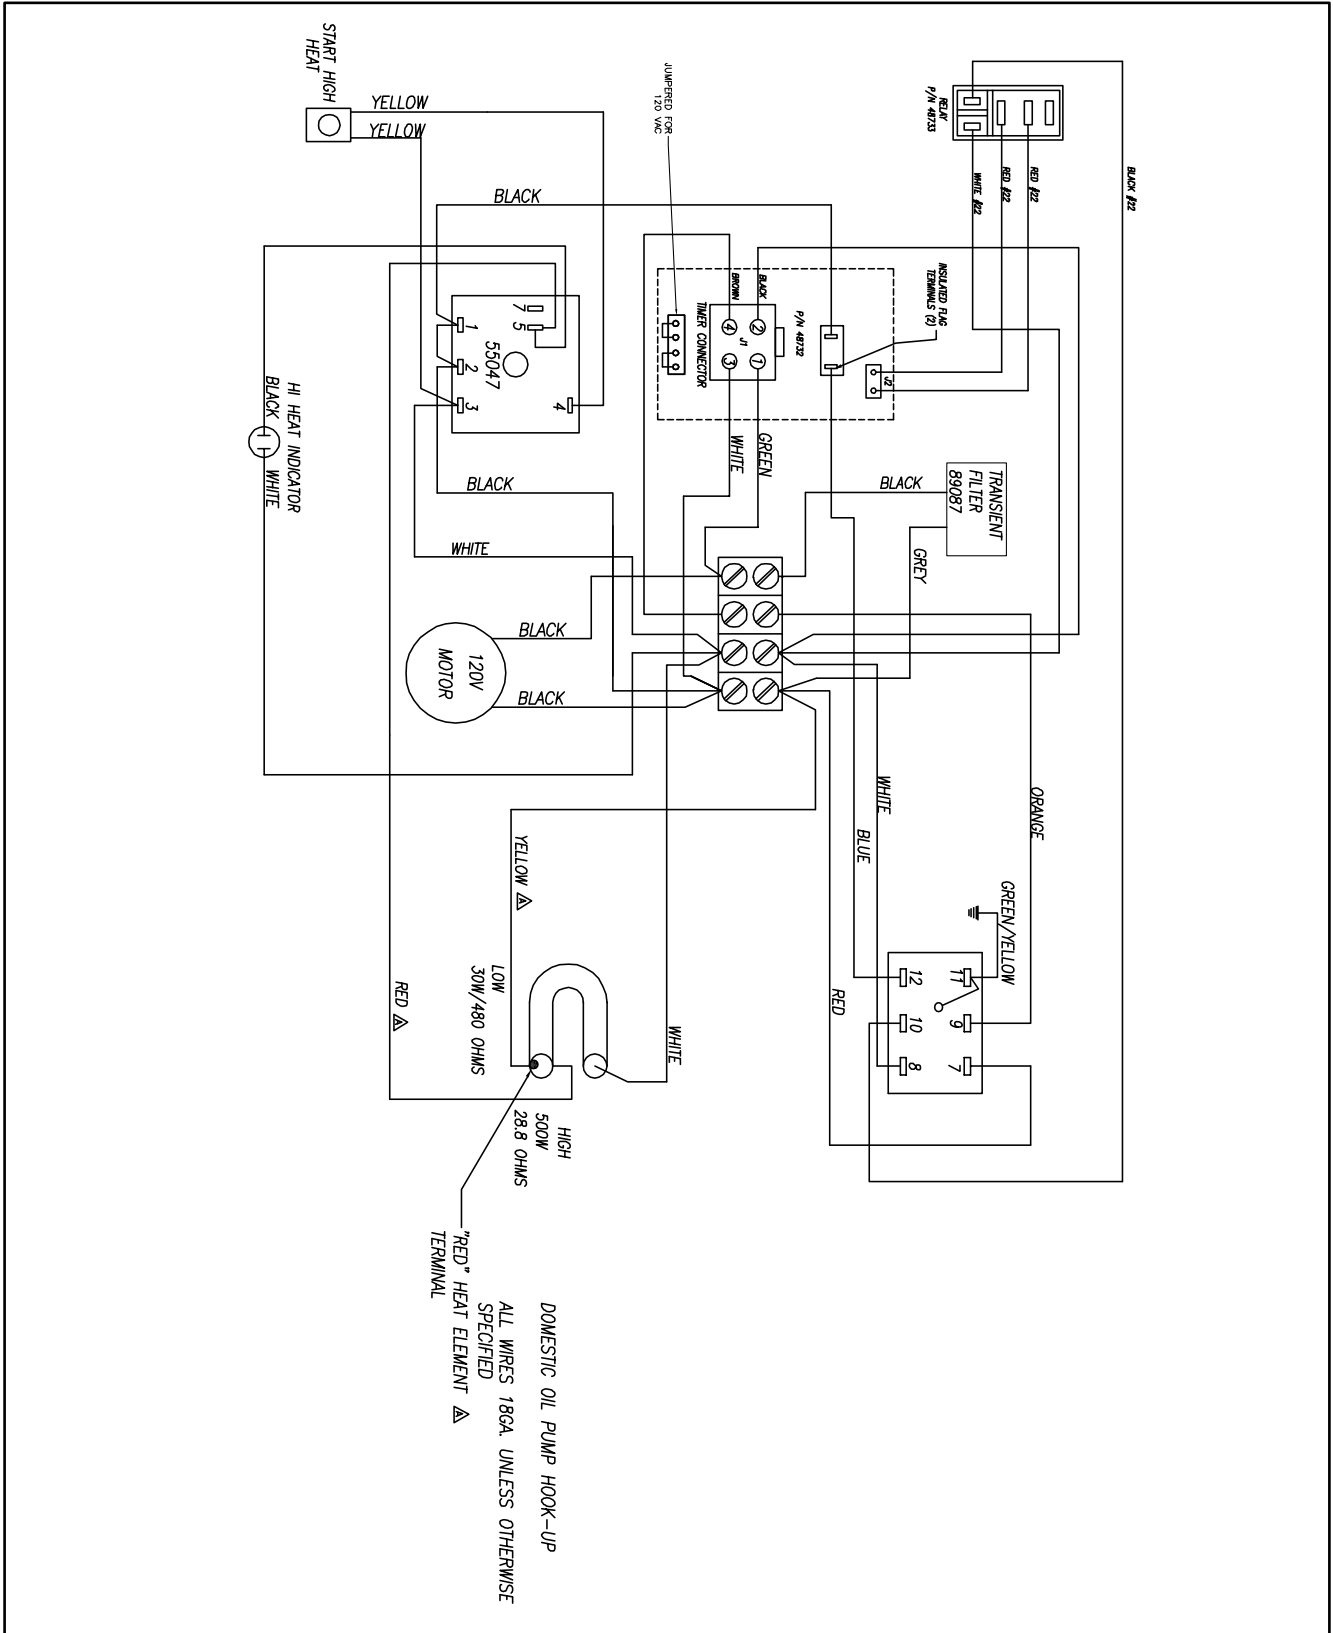 START HIGH
HEAT
YELLOW
YELLOW
JUMPERED FOR
120 VAC
RELAY
P/N 48733
BLACK #22
RED #22
RED #22
WHITE #22
BLACK
INSULATED FLAG
TERMINALS (2)
BLACK
BROWN
P/N 48732
J1
J2
2
4
1
3
TIMER CONNECTOR
7
5
1
2
3
4
55047
HI HEAT INDICATOR
BLACK
WHITE
WHITE
GREEN
BLACK
TRANSIENT
FILTER
89087
GREY
BLACK
WHITE
BLACK
120V
MOTOR
BLACK
WHITE
BLUE
ORANGE
GREEN/YELLOW
12
11
10
9
8
7
RED
YELLOW A
LOW
30W/480 OHMS
RED A
WHITE
HIGH
500W
28.8 OHMS
"RED" HEAT ELEMENT A
TERMINAL
DOMESTIC OIL PUMP HOOK-UP
ALL WIRES 18GA. UNLESS OTHERWISE
SPECIFIED